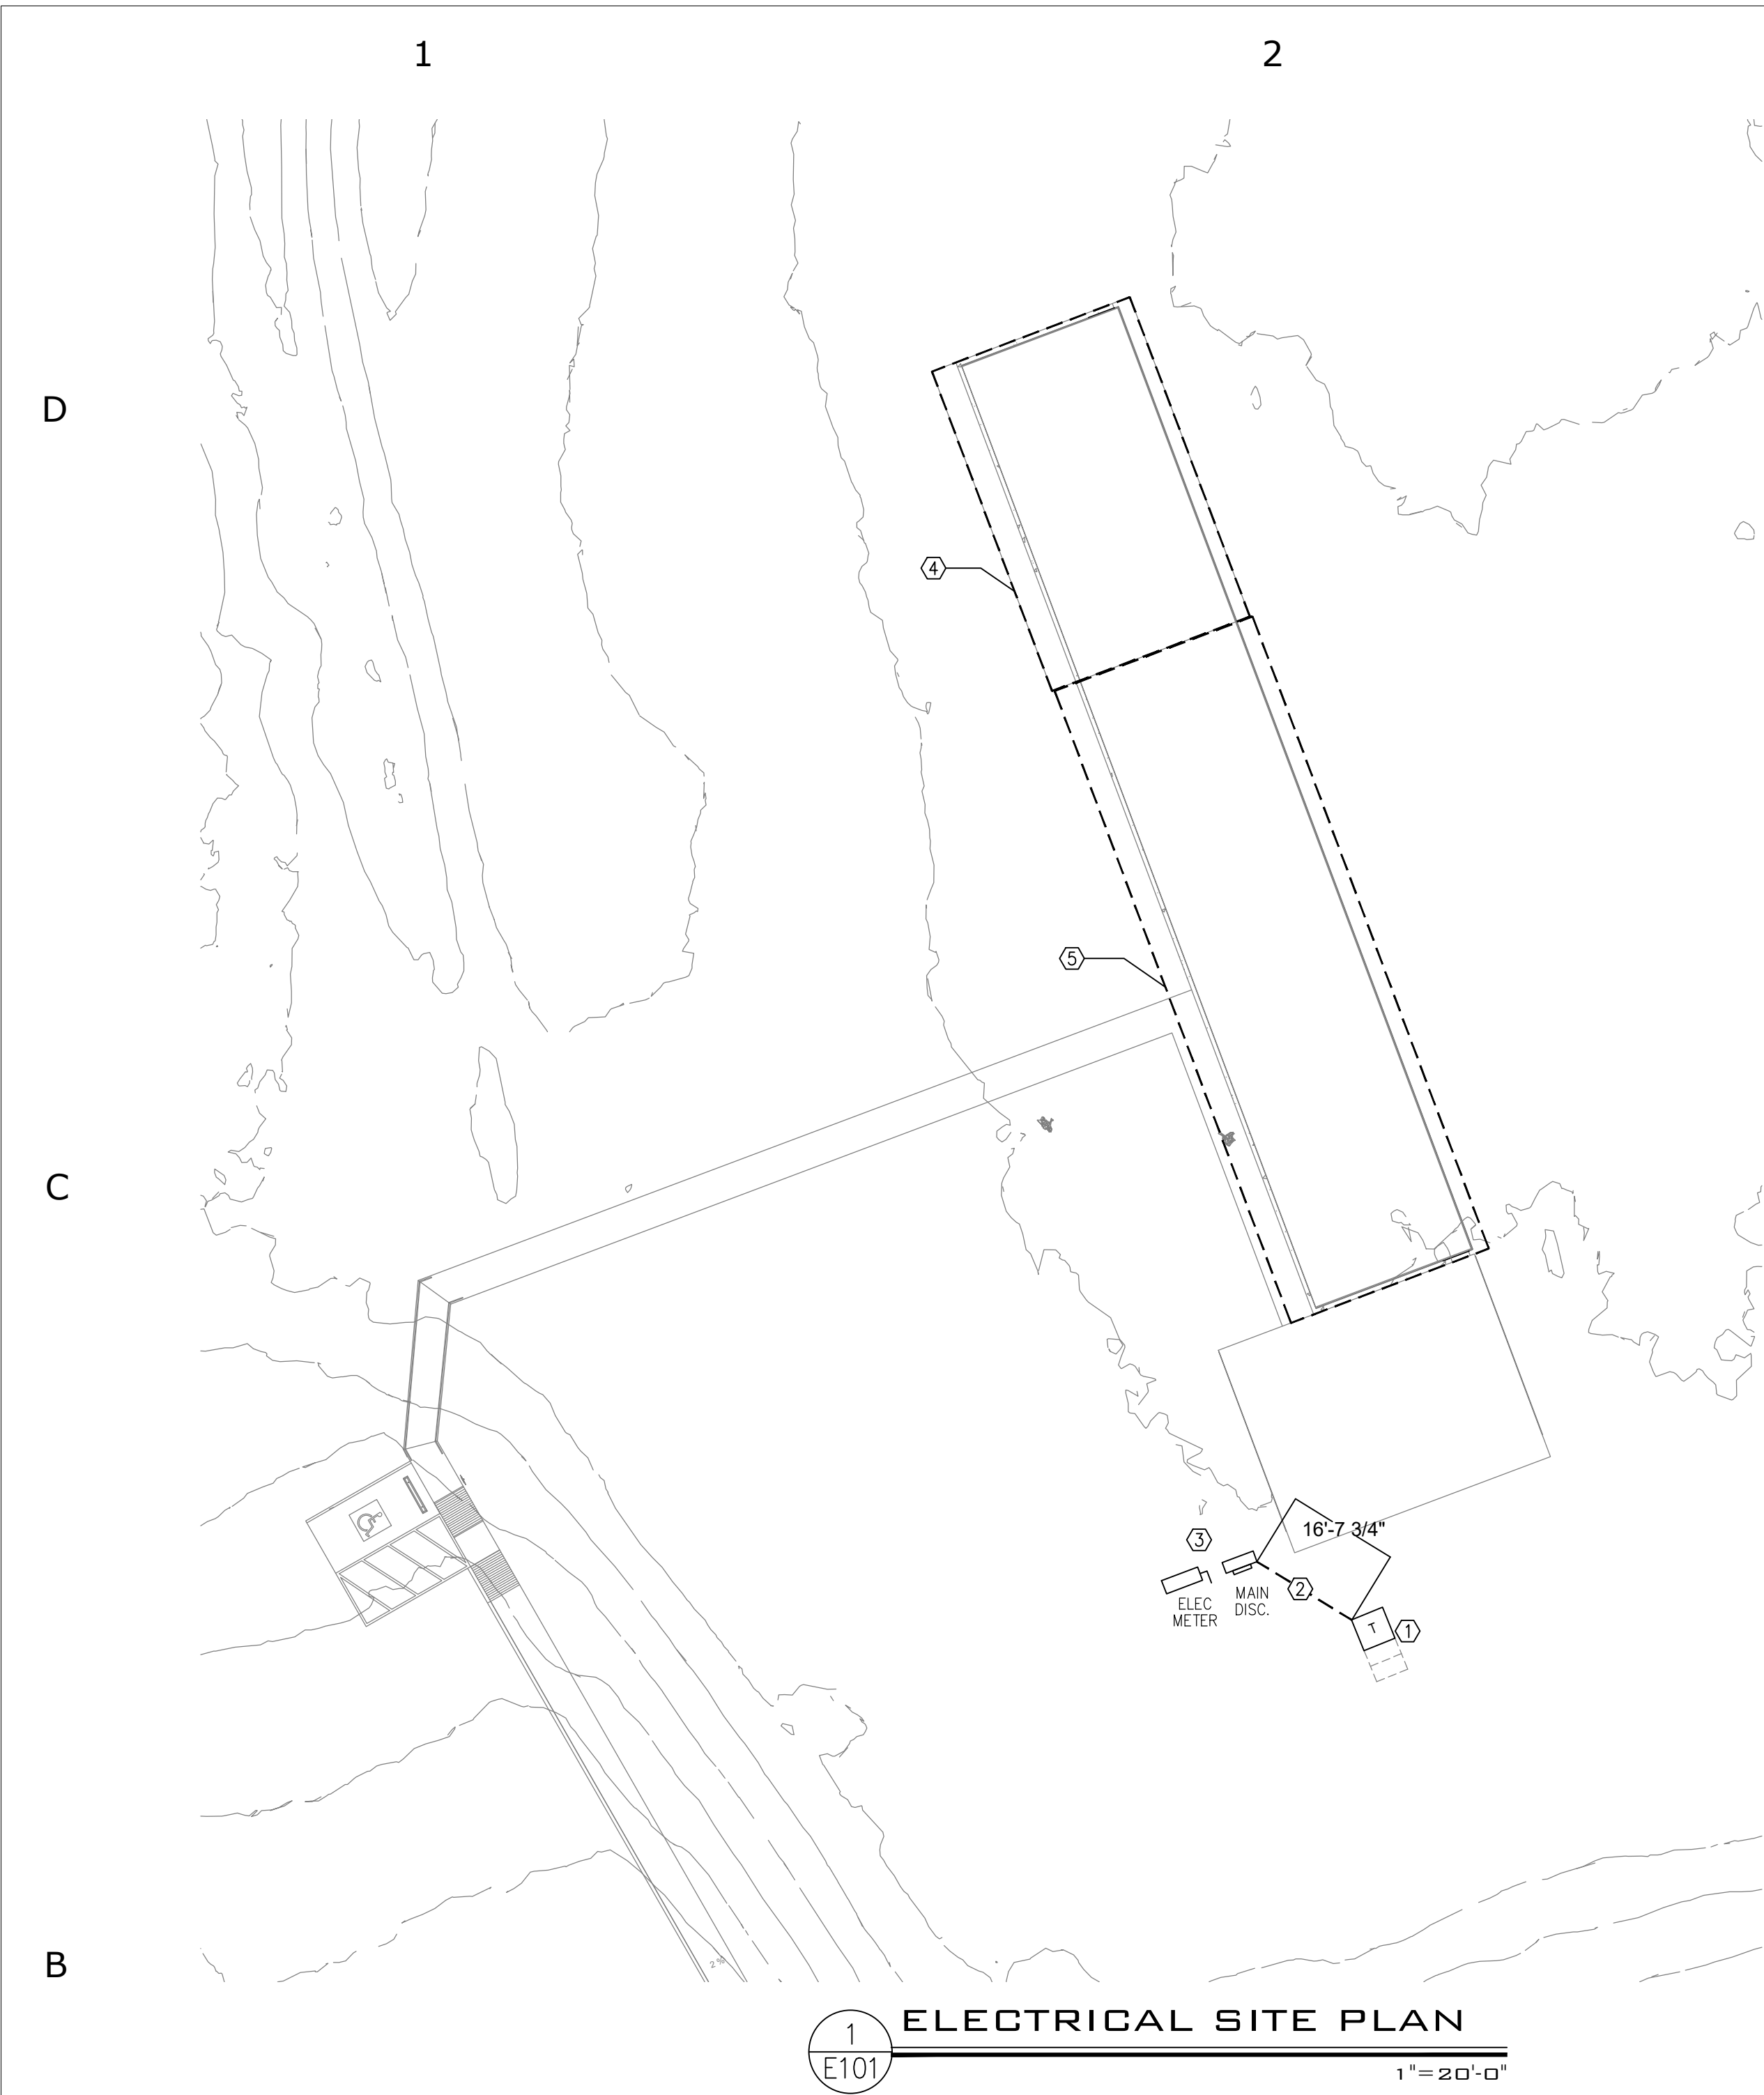 1
2
D
4
5
C
16'-7 3/4"
3
MAIN
DISC.
2
ELEC
METER
T
1
2%
B
1
E101
ELECTRICAL SITE PLAN
1"=20'-0"